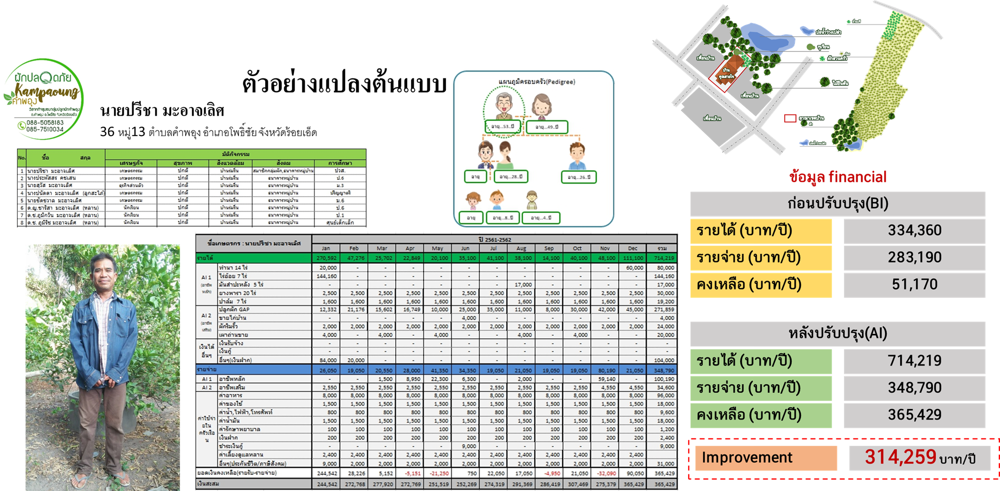 ตัวอย่างแปลงต้นแบบ
ผักปลอดภัย
Kampaoung
คำพอุง
วิสาหกิจชุมชนกลุ่มปลูกผักคำพอุง
ต.คำพอุง อ.โพธิ์ชัย จังหวัดร้อยเอ็ด
088-5058183
085-7510034
นายปรีชา มะอาจเลิศ
36 หมู่13 ตำบลคำพอุง อำเภอโพธิ์ชัย จังหวัดร้อยเอ็ด
No. ชื่อ สกุล มิติกิจกรรม
เศรษฐกิจ สุขภาพ สิ่งแวดล้อม สังคม การศึกษา
1 นายปรีชา มะอาจเลิศ เกษตรกรรม ปกติ บ้านร่มรื่น สมาชิกกลุ่มผัก,ธนาคารหมู่บ้าน ปวส.
2 นางประพัสสร คชเสน เกษตรกรรม ปกติ บ้านร่มรื่น ธนาคารหมู่บ้าน ป.6
3 นายสุวัส มะอาจเลิศ ธุรกิจส่วนตัว ปกติ บ้านร่มรื่น ธนาคารหมู่บ้าน ม.3
4 นางปนัดดา มะอาจเลิศ (ลูกสะใภ้) เกษตรกรรม ปกติ บ้านร่มรื่น ธนาคารหมู่บ้าน ปริญญาตรี
5 นายชัดชวาล มะอาจเลิศ เกษตรกรรม ปกติ บ้านร่มรื่น ธนาคารหมู่บ้าน ม.6
6 ด.ญ.ชาริสา มะอาจเลิศ (หลาน) นักเรียน ปกติ บ้านร่มรื่น ธนาคารหมู่บ้าน ป.6
7 ด.ช.ภูมิกวิน มะอาจเลิศ (หลาน) นักเรียน ปกติ บ้านร่มรื่น ธนาคารหมู่บ้าน ป.1
8 ด.ช. ภูมิริช มะอาจเลิศ (หลาน) นักเรียน ปกติ บ้านร่มรื่น ธนาคารหมู่บ้าน ศูนย์เด็กเล็ก
แผนภูมิครอบครัว(Pedigree)
อายุ...53..ปี อายุ...49..ปี
อายุ อายุ...28..ปี อายุ...26..ปี
อายุ อายุ...8..ปี อายุ...4..ปี
บ่อน้ำว่างเปล่า
ทุเรียน
ผักสวนครัว
ไม้ยืนต้น
อาณาเขตบ้าน
เพื่อนบ้าน
บ้าน
คุณสายใจ
เพื่อนบ้าน
เพื่อนบ้าน
บ่อน้ำว่างเปล่า
ชื่อเกษตรกร : นายปรีชา มะอาจเลิศ ปี 2561-2562
Jan Feb Mar Apr May Jun Jul Aug Sep Oct Nov Dec รวม
รายได้ 270,592 47,276 25,702 22,849 20,100 35,100 41,100 38,100 14,100 40,100 48,100 111,100 714,219
AI 1 (อาชีพหลัก)
ทำนา 14 ไร่ 20,000 - - - - - - - - - - 60,000 80,000
ไร่อ้อย 7 ไร่ 144,160 - - - - - - - - - - - 144,160
มันสำปะหลัง 5 ไร่ - - - - - - - 17,000 - - - - 17,000
ยางพารา 20 ไร่ 2,500 2,500 2,500 2,500 2,500 2,500 2,500 2,500 2,500 2,500 2,500 2,500 30,000
ปาล์ม 7 ไร่ 1,600 1,600 1,600 1,600 1,600 1,600 1,600 1,600 1,600 1,600 1,600 1,600 19,200
AI 2 (อาชีพเสริม)
ปลูกผัก GAP 12,332 21,176 15,602 16,749 10,000 25,000 35,000 11,000 8,000 30,000 42,000 45,000 271,859
ขายไก่บ้าน - - - - - 4,000 - - - - - - 4,000
ผักริมรั้ว 2,000 2,000 2,000 2,000 2,000 2,000 2,000 2,000 2,000 2,000 2,000 2,000 24,000
เผาถ่านขาย 4,000 - 4,000 - 4,000 - - 4,000 - 4,000 - - 20,000
เงินได้อื่นๆ
เงินรับจ้าง - - - - - - - - - - - - -
เงินกู้ - - - - - - - - - - - - -
อื่นๆ(เงินฝาก) 84,000 20,000 - - - - - - - - - - 104,000
รายจ่าย 26,050 19,050 20,550 28,000 41,350 34,350 19,050 21,050 19,050 19,050 80,190 21,050 348,790
AI 1 อาชีพหลัก - - 1,500 8,950 22,300 6,300 - 2,000 - - 59,140 - 100,190
AI 2 อาชีพเสริม 2,550 2,550 2,550 2,550 2,550 2,550 2,550 2,550 2,550 2,550 4,550 4,550 34,600
ค่าใช้จ่ายในครัวเรือน
ค่าอาหาร 8,000 8,000 8,000 8,000 8,000 8,000 8,000 8,000 8,000 8,000 8,000 8,000 96,000
ค่าของใช้ 1,500 1,500 1,500 1,500 1,500 1,500 1,500 1,500 1,500 1,500 1,500 1,500 18,000
ค่าน้ำ,ไฟฟ้า,โทรศัพท์ 800 800 800 800 800 800 800 800 800 800 800 800 9,600
ค่าน้ำมัน 1,500 1,500 1,500 1,500 1,500 1,500 1,500 1,500 1,500 1,500 1,500 1,500 18,000
ค่ารักษาพยาบาล 100 100 100 100 100 100 100 100 100 100 100 100 1,200
เงินฝาก 200 200 200 200 200 200 200 200 200 200 200 200 2,400
ชำระเงินกู้ - - - - - 9,000 - - - - - - 9,000
ค่าเลี้ยงดูแลหลาน 2,400 2,400 2,400 2,400 2,400 2,400 2,400 2,400 2,400 2,400 2,400 2,400
อื่นๆ(ประกันชีวิต/ภาษีสังคม) 9,000 2,000 2,000 2,000 2,000 2,000 2,000 2,000 2,000 2,000 2,000 2,000 31,000
ยอดเงินคงเหลือ(รายรับ-รายจ่าย) 244,542 28,226 5,152 -5,151 -21,250 750 22,050 17,050 -4,950 21,050 -32,090 90,050 365,429
เงินสะสม 244,542 272,768 277,920 272,769 251,519 252,269 274,319 291,369 286,419 307,469 275,379 365,429 365,429
ข้อมูล financial
ก่อนปรับปรุง(BI)
รายได้ (บาท/ปี) 334,360
รายจ่าย (บาท/ปี) 283,190
คงเหลือ (บาท/ปี) 51,170
หลังปรับปรุง(AI)
รายได้ (บาท/ปี) 714,219
รายจ่าย (บาท/ปี) 348,790
คงเหลือ (บาท/ปี) 365,429
Improvement 314,259 บาท/ปี